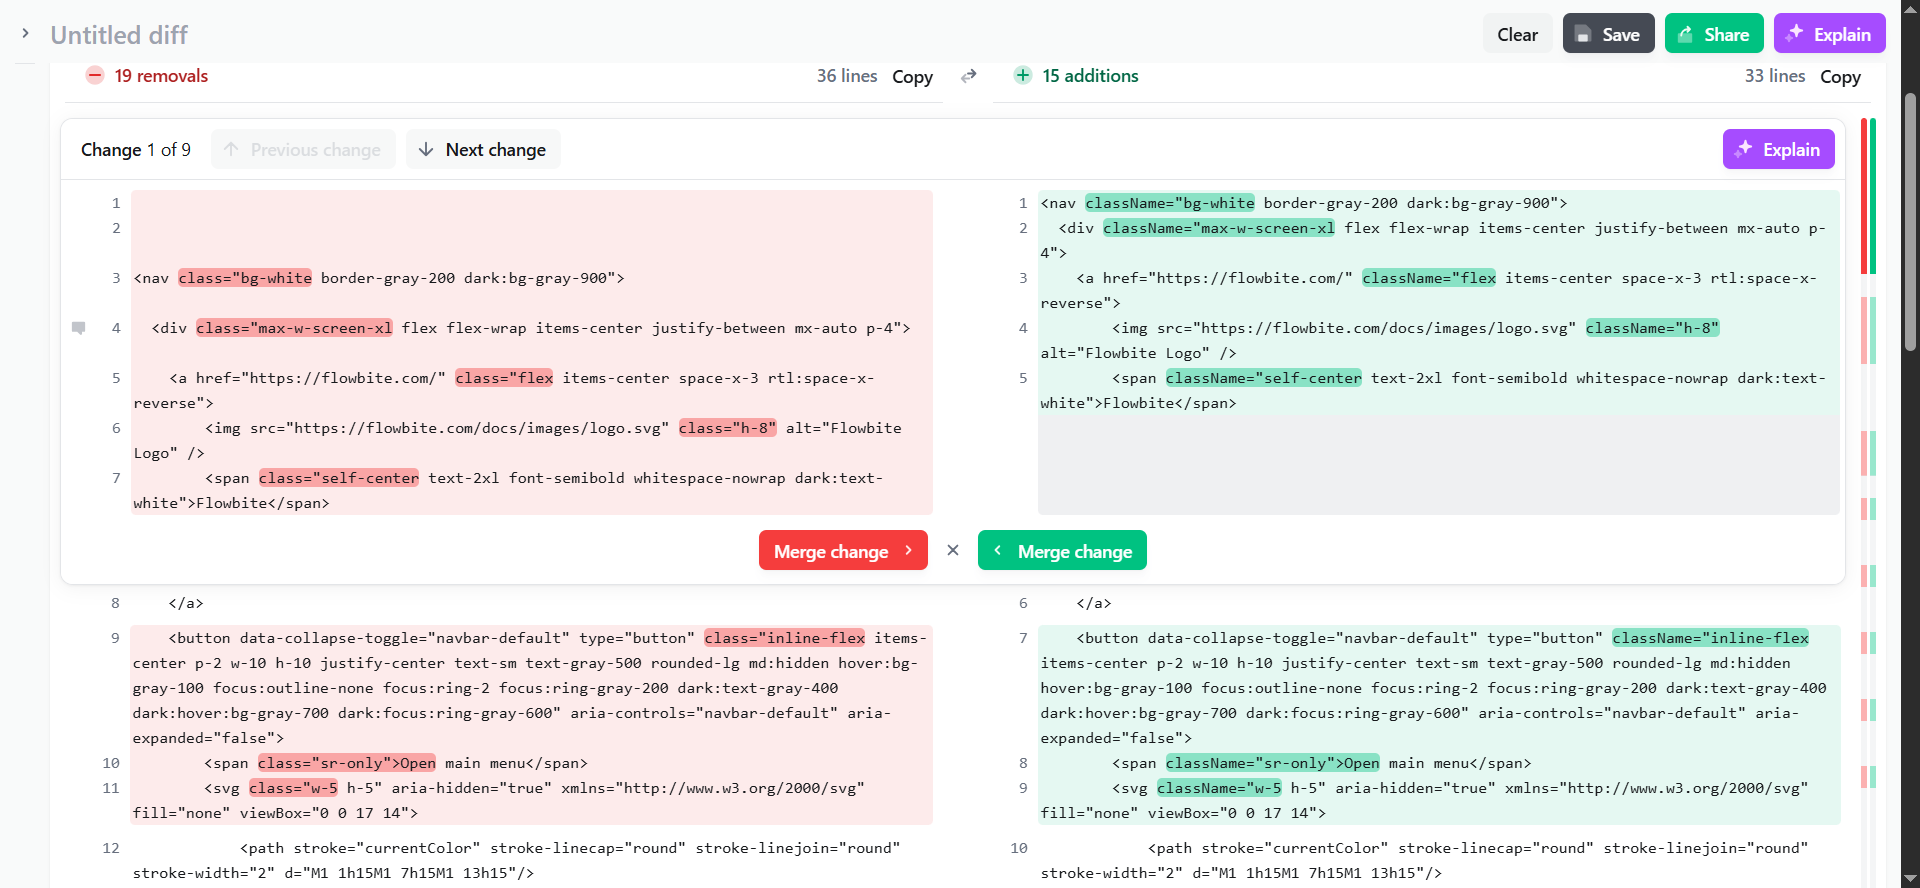 Untitled diff
Clear
Save
Share
Explain
19 removals
36 lines
Copy
15 additions
33 lines
Copy
Change 1 of 9
Previous change
Next change
Explain
1
2
3 <nav class="bg-white border-gray-200 dark:bg-gray-900">
4 <div class="max-w-screen-xl flex flex-wrap items-center justify-between mx-auto p-4">
5 <a href="https://flowbite.com/" class="flex items-center space-x-3 rtl:space-x-
reverse">
6 <img src="https://flowbite.com/docs/images/logo.svg" class="h-8" alt="Flowbite
Logo" />
7 <span class="self-center text-2xl font-semibold whitespace-nowrap dark:text-
white">Flowbite</span>
1 <nav className="bg-white border-gray-200 dark:bg-gray-900">
2 <div className="max-w-screen-xl flex flex-wrap items-center justify-between mx-auto p-
4">
3 <a href="https://flowbite.com/" className="flex items-center space-x-3 rtl:space-x-
reverse">
4 <img src="https://flowbite.com/docs/images/logo.svg" className="h-8"
alt="Flowbite Logo" />
5 <span className="self-center text-2xl font-semibold whitespace-nowrap dark:text-
white">Flowbite</span>
Merge change
Merge change
8 </a>
9 <button data-collapse-toggle="navbar-default" type="button" class="inline-flex items-
center p-2 w-10 h-10 justify-center text-sm text-gray-500 rounded-lg md:hidden hover:bg-
gray-100 focus:outline-none focus:ring-2 focus:ring-gray-200 dark:text-gray-400
dark:hover:bg-gray-700 dark:focus:ring-gray-600" aria-controls="navbar-default" aria-
expanded="false">
10 <span class="sr-only">Open main menu</span>
11 <svg class="w-5 h-5" aria-hidden="true" xmlns="http://www.w3.org/2000/svg"
fill="none" viewBox="0 0 17 14">
12 <path stroke="currentColor" stroke-linecap="round" stroke-linejoin="round"
stroke-width="2" d="M1 1h15M1 7h15M1 13h15"/>
6 </a>
7 <button data-collapse-toggle="navbar-default" type="button" className="inline-flex
items-center p-2 w-10 h-10 justify-center text-sm text-gray-500 rounded-lg md:hidden
hover:bg-gray-100 focus:outline-none focus:ring-2 focus:ring-gray-200 dark:text-gray-400
dark:hover:bg-gray-700 dark:focus:ring-gray-600" aria-controls="navbar-default" aria-
expanded="false">
8 <span className="sr-only">Open main menu</span>
9 <svg className="w-5 h-5" aria-hidden="true" xmlns="http://www.w3.org/2000/svg"
fill="none" viewBox="0 0 17 14">
10 <path stroke="currentColor" stroke-linecap="round" stroke-linejoin="round"
stroke-width="2" d="M1 1h15M1 7h15M1 13h15"/>